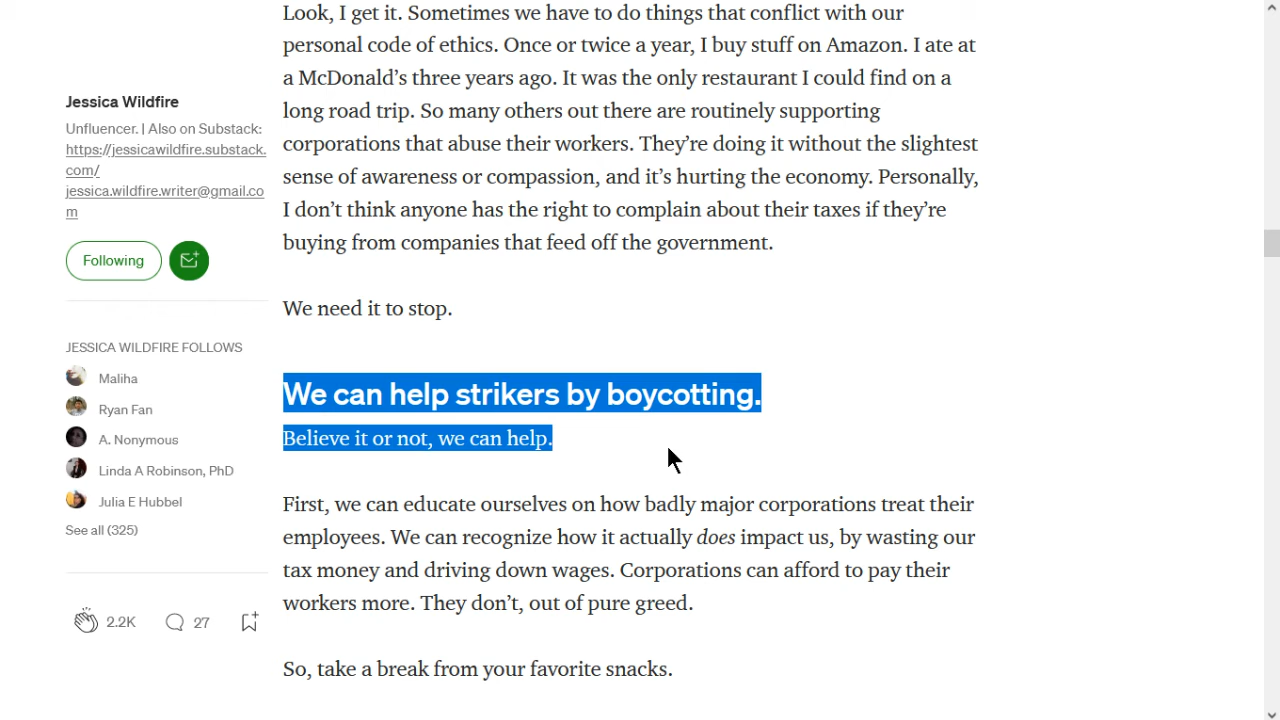 Jessica Wildfire
Unfluencer. | Also on Substack:
https://jessicawildfire.substack.
com/
jessica.wildfire.writer@gmail.co
m
Following
JESSICA WILDFIRE FOLLOWS
Maliha
Ryan Fan
A. Nonymous
Linda A Robinson, PhD
Julia E Hubbel
See all (325)
2.2K
27
Look, I get it. Sometimes we have to do things that conflict with our
personal code of ethics. Once or twice a year, I buy stuff on Amazon. I ate at
a McDonald’s three years ago. It was the only restaurant I could find on a
long road trip. So many others out there are routinely supporting
corporations that abuse their workers. They’re doing it without the slightest
sense of awareness or compassion, and it’s hurting the economy. Personally,
I don’t think anyone has the right to complain about their taxes if they’re
buying from companies that feed off the government.
We need it to stop.
We can help strikers by boycotting.
Believe it or not, we can help.
First, we can educate ourselves on how badly major corporations treat their
employees. We can recognize how it actually does impact us, by wasting our
tax money and driving down wages. Corporations can afford to pay their
workers more. They don’t, out of pure greed.
So, take a break from your favorite snacks.